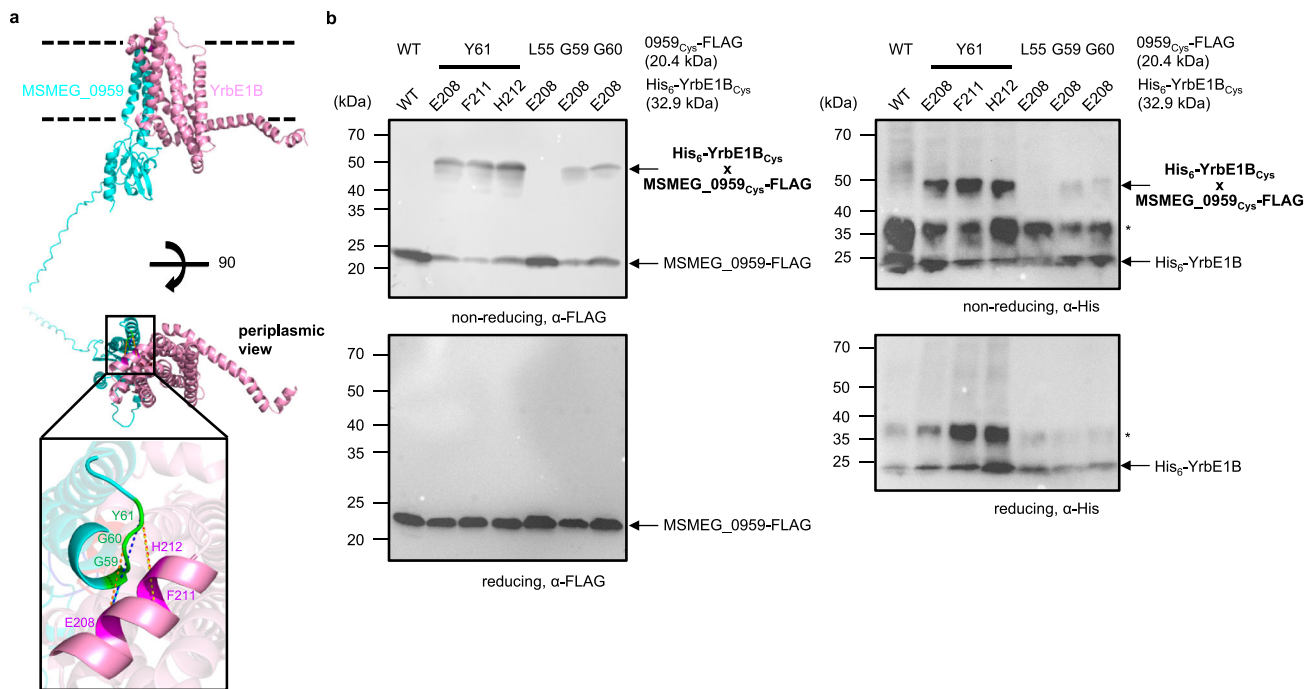 a
MSMEG_0959
YrbE1B
90
periplasmic
view
Y61
G60
H212
G59
F211
E208
b
WT Y61 L55 G59 G60 0959Cys-FLAG
(20.4 kDa)
WT E208 F211 H212 E208 E208 E208 His6-YrbE1BCys
(32.9 kDa)
(kDa)
70
50
40
35
25
20
His6-YrbE1BCys
x
MSMEG_0959Cys-FLAG
MSMEG_0959-FLAG
non-reducing, α-FLAG
70
50
40
35
25
20
MSMEG_0959-FLAG
reducing, α-FLAG
WT Y61 L55 G59 G60 0959Cys-FLAG
(20.4 kDa)
WT E208 F211 H212 E208 E208 E208 His6-YrbE1BCys
(32.9 kDa)
(kDa)
70
50
40
35
25
His6-YrbE1BCys
x
MSMEG_0959Cys-FLAG
*
His6-YrbE1B
non-reducing, α-His
70
50
40
35
25
*
His6-YrbE1B
reducing, α-His